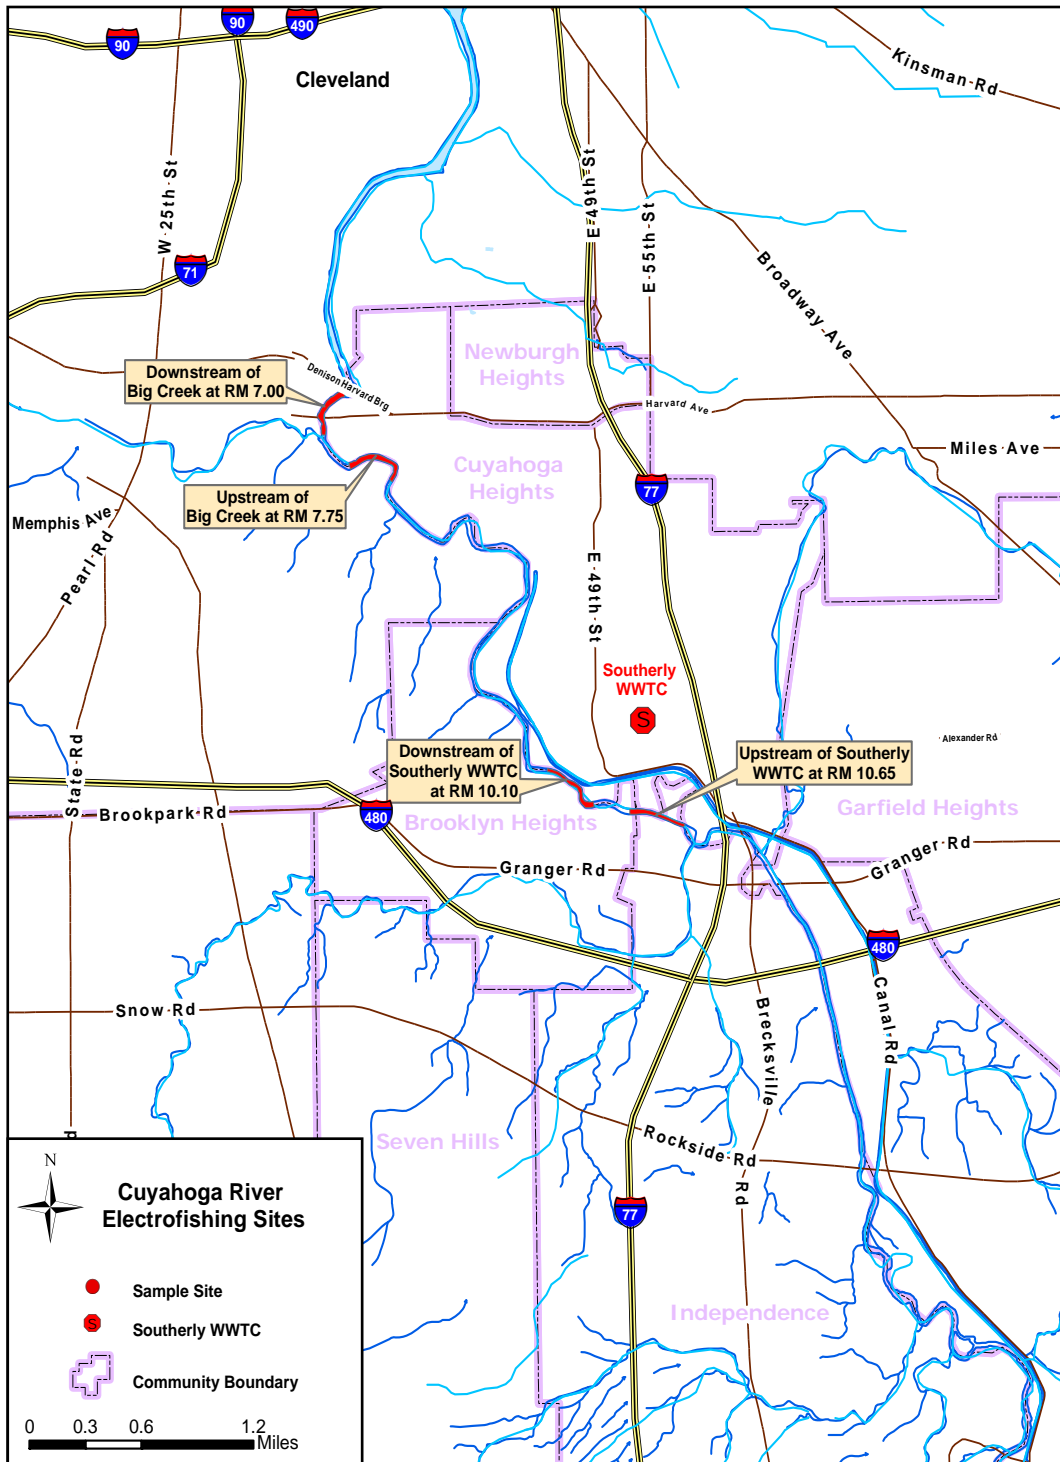 90
490
90
Cleveland
Kinsman Rd
W 25th St
E 49th St
E 55th St
71
Broadway Ave
Newburgh
Heights
Downstream of
Big Creek at RM 7.00
Denison Harvard Brg
Harvard Ave
Miles Ave
Cuyahoga
Heights
77
Upstream of
Big Creek at RM 7.75
Memphis Ave
Pearl Rd
E 49th St
Southerly
WWTC
S
State Rd
Alexander Rd
Downstream of
Southerly WWTC
at RM 10.10
Upstream of Southerly
WWTC at RM 10.65
Brookpark Rd
480
Brooklyn Heights
Garfield Heights
Granger Rd
Granger Rd
480
Snow Rd
Brecksville
Rd
Canal Rd
Seven Hills
Rockside Rd
d
77
Independence
N
Cuyahoga River
Electrofishing Sites
Sample Site
S
Southerly WWTC
Community Boundary
0 0.3 0.6 1.2
Miles